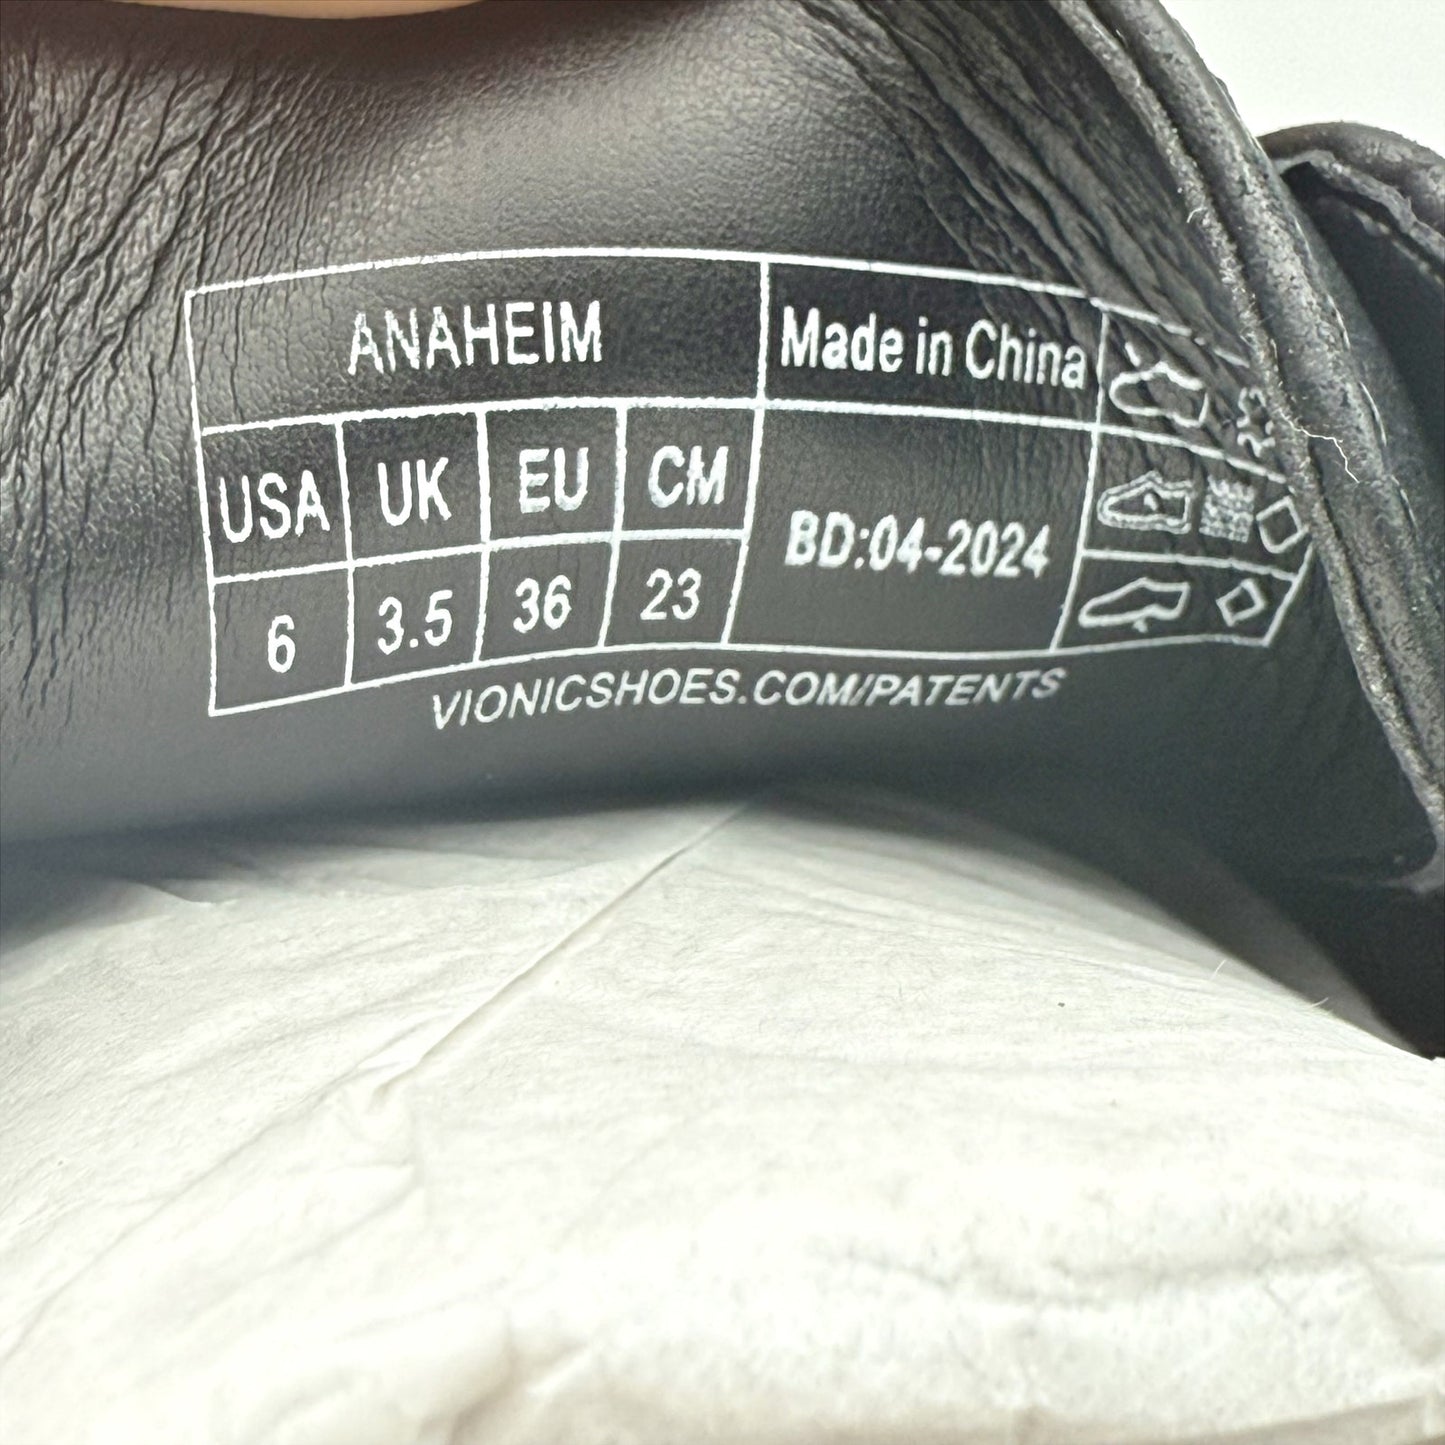 ANAHEIM Made in China
USA UK EU CM
6 3.5 36 23
BD:04-2024
VIONICSHOES.COM/PATENTS